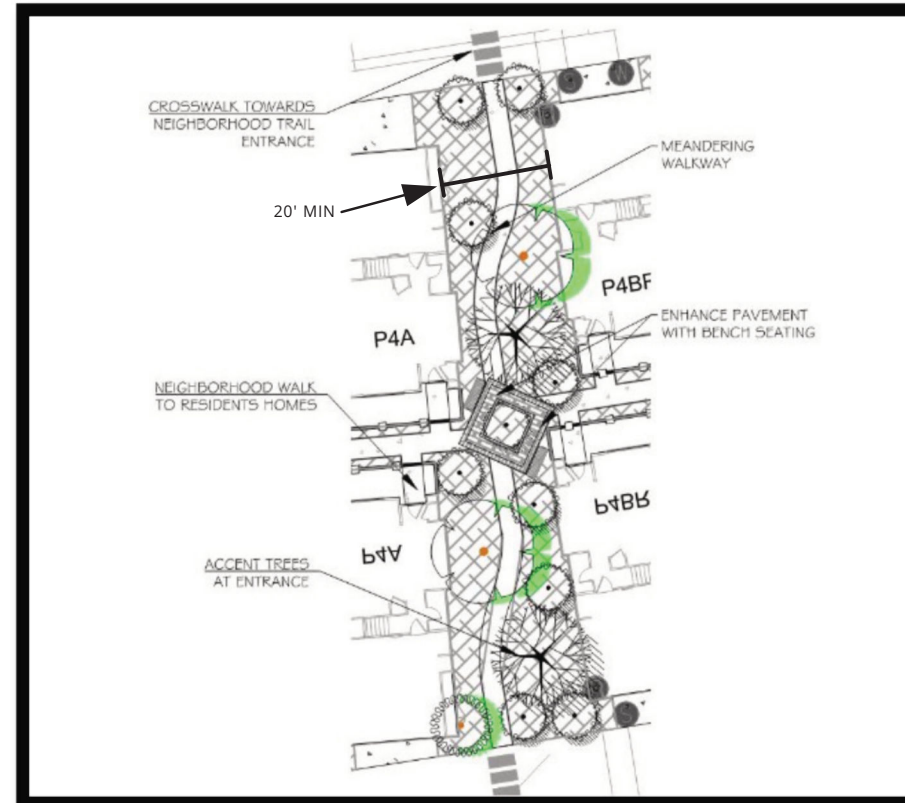 CROSSWALK TOWARDS
NEIGHBORHOOD TRAIL
ENTRANCE
MEANDERING
WALKWAY
20' MIN
P4A
ENHANCE PAVEMENT
WITH BENCH SEATING
NEIGHBORHOOD WALK
TO RESIDENTS HOMES
P4BR
P4A
ACCENT TREES
AT ENTRANCE
S